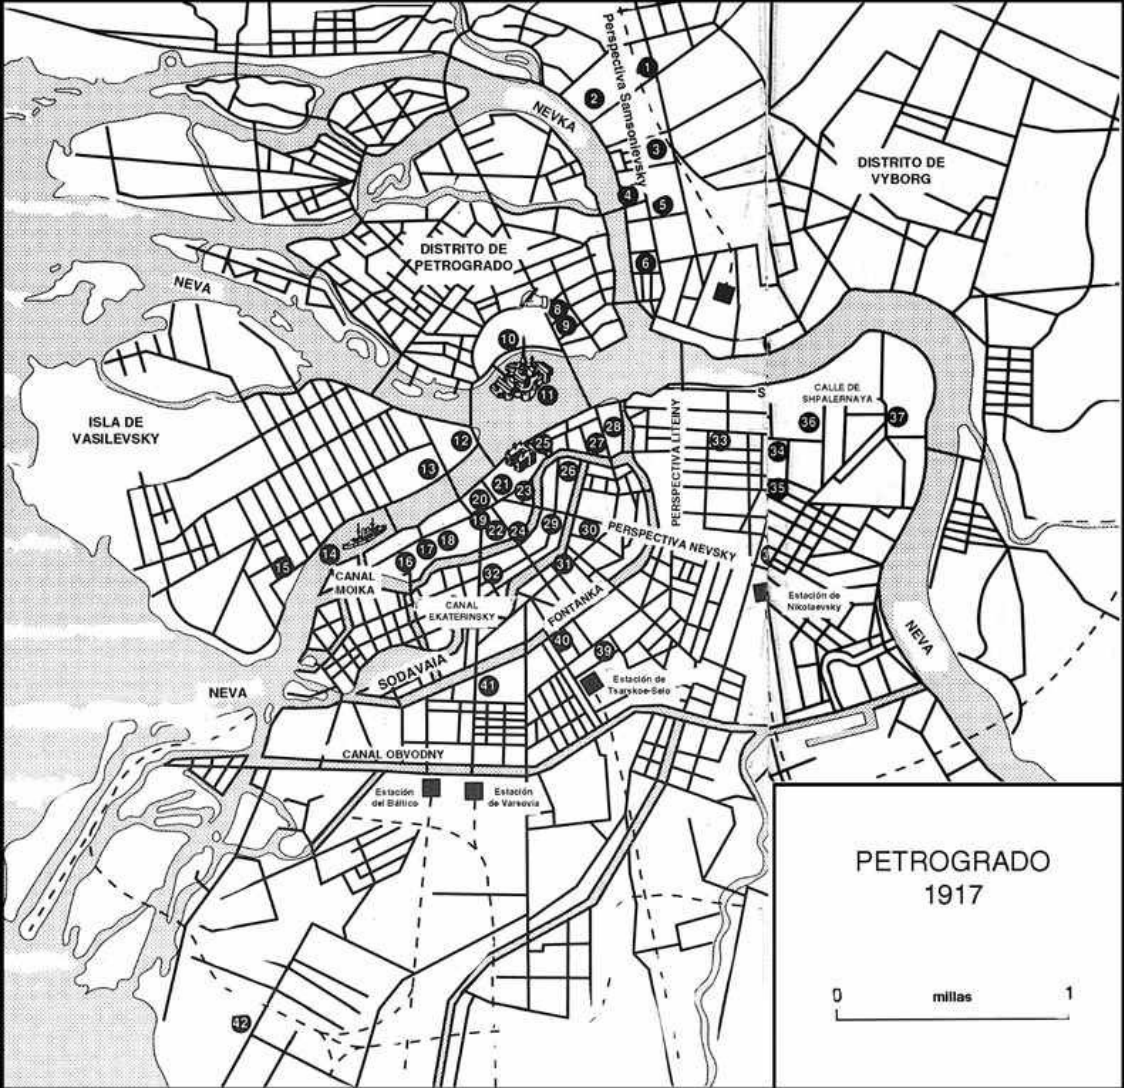 Perspectiva Samsonievsky
1
2
NEVKA
3
DISTRITO DE
VYBORG
4
5
DISTRITO DE
PETROGRADO
6
NEVA
8
9
10
11
CALLE DE
SHPALERNAYA
ISLA DE
VASILEVSKY
PERSPECTIVA LITEINY
S
12
13
25
27
28
33
36
37
34
35
26
21
23
20
19
22
24
29
30
PERSPECTIVA NEVSKY
14
15
16
17
18
31
32
CANAL
MOIKA
CANAL
EKATERINSKY
FONTANKA
Estación de
Nikolaevsky
NEVA
40
39
SODAVAIA
41
Estación de
Tsarskoe-Selo
NEVA
CANAL OBVODNY
Estación
del Báltico
Estación
de Varsovia
42
PETROGRADO
1917
0 millas 1